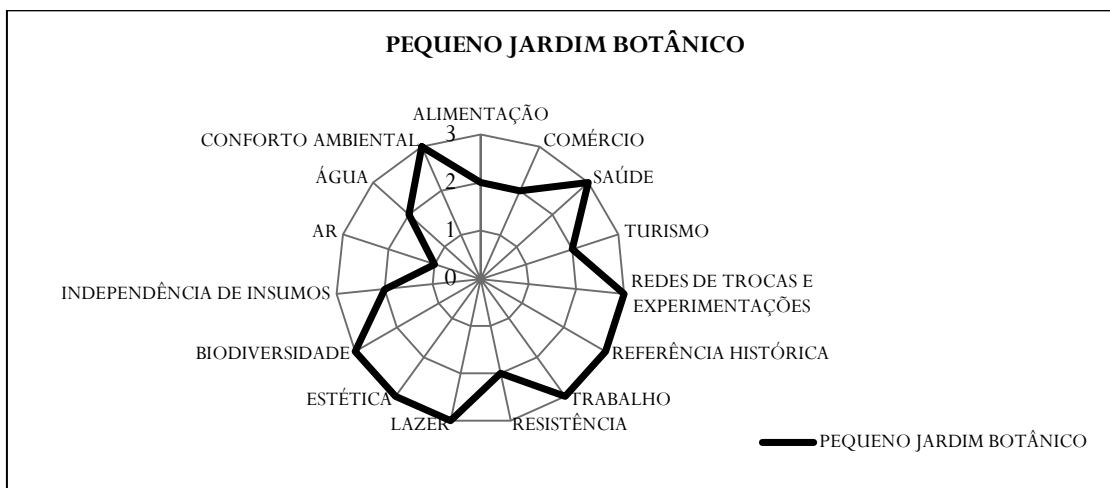 PEQUENO JARDIM BOTÂNICO
ALIMENTAÇÃO
COMÉRCIO
SAÚDE
TURISMO
REDES DE TROCAS E
EXPERIMENTAÇÕES
REFERÊNCIA HISTÓRICA
TRABALHO
RESISTÊNCIA
LAZER
ESTÉTICA
BIODIVERSIDADE
INDEPENDÊNCIA DE INSUMOS
AR
ÁGUA
CONFORTO AMBIENTAL
3
2
1
0
PEQUENO JARDIM BOTÂNICO